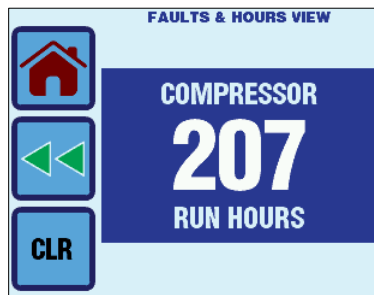 FAULTS & HOURS VIEW
COMPRESSOR
207
RUN HOURS
CLR